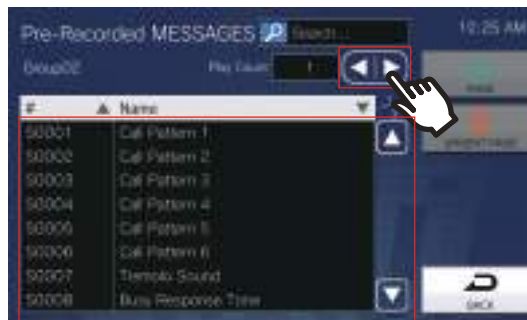 Pre-Recorded MESSAGES Search...
10:25 AM
Group02 Play Count 1
# Name
S0001 Call Pattern 1
S0002 Call Pattern 2
S0003 Call Pattern 3
S0004 Call Pattern 4
S0005 Call Pattern 5
S0006 Call Pattern 6
S0007 Tremolo Sound
S0008 Busy Response Tone
BACK